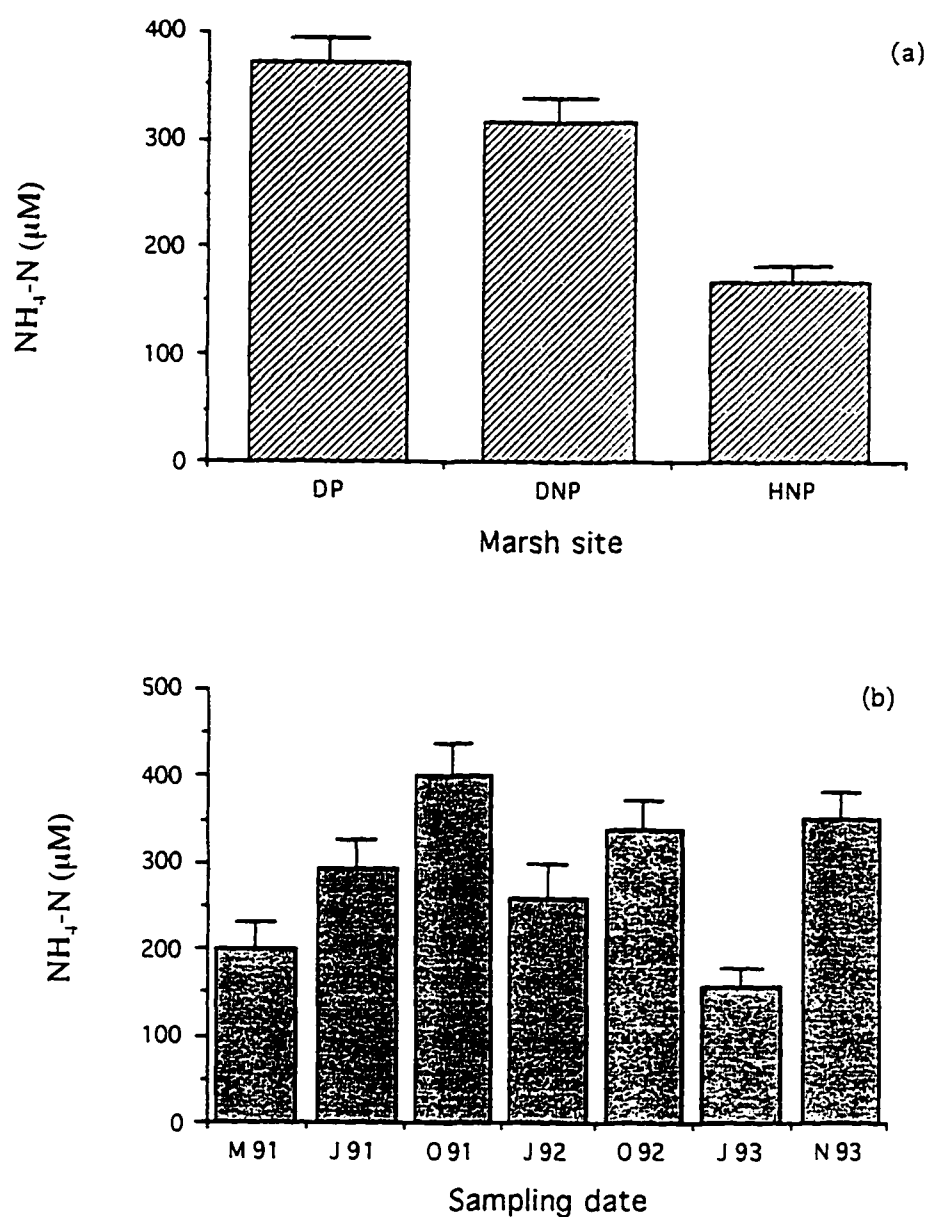 (a)
NH₄-N (µM)
400
300
200
100
0
DP DNP HNP
Marsh site
(b)
NH₄-N (µM)
500
400
300
200
100
0
M 91 J 91 O 91 J 92 O 92 J 93 N 93
Sampling date